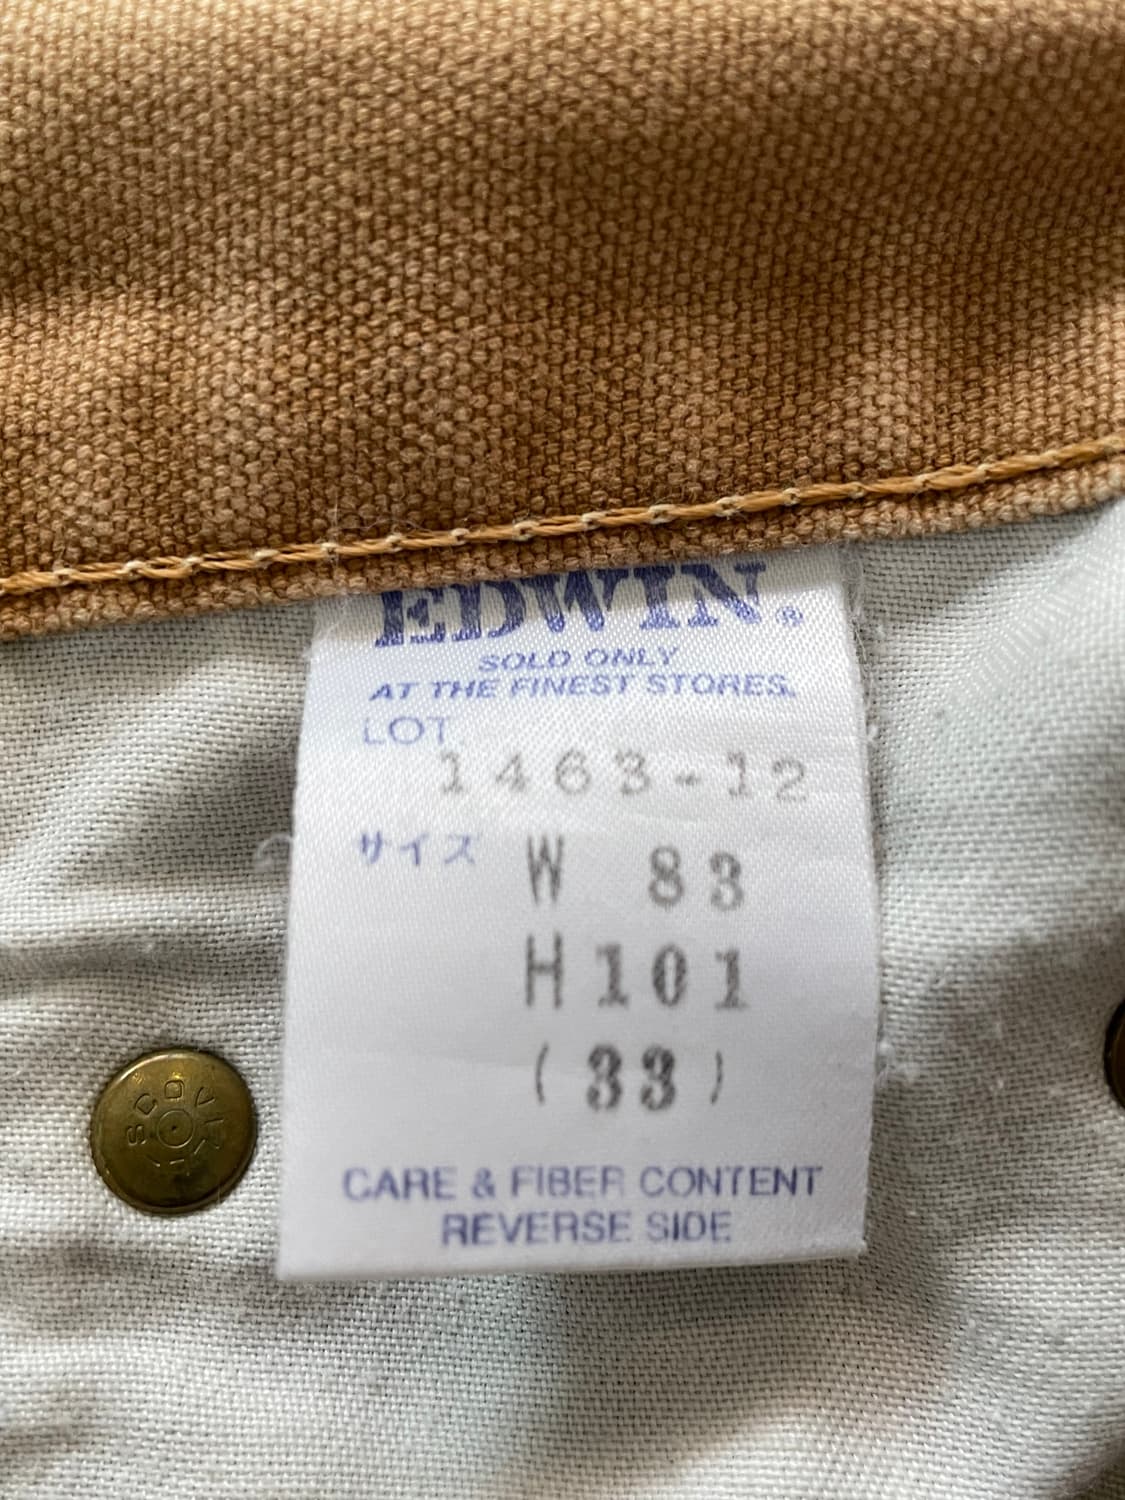 EDWIN®
SOLD ONLY
AT THE FINEST STORES.
LOT.
1463-12
サイズ W 83
H101
(33)
CARE & FIBER CONTENT
REVERSE SIDE
SCOVILL